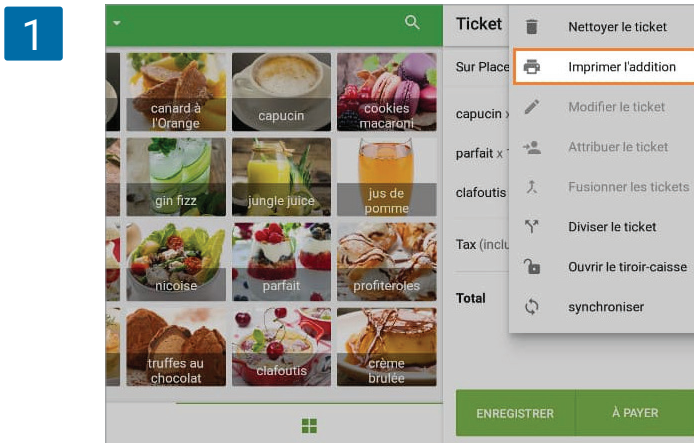 1
canard à
l'Orange
capucin
cookies
macaroni
gin fizz
jungle juice
jus de
pomme
nicoise
parfait
profiteroles
truffes au
chocolat
clafoutis
crème
brulée
Ticket
Sur Place
capucin x
parfait x
clafoutis
Tax (inclu
Total
Nettoyer le ticket
Imprimer l'addition
Modifier le ticket
Attribuer le ticket
Fusionner les tickets
Diviser le ticket
Ouvrir le tiroir-caisse
synchroniser
ENREGISTRER
À PAYER